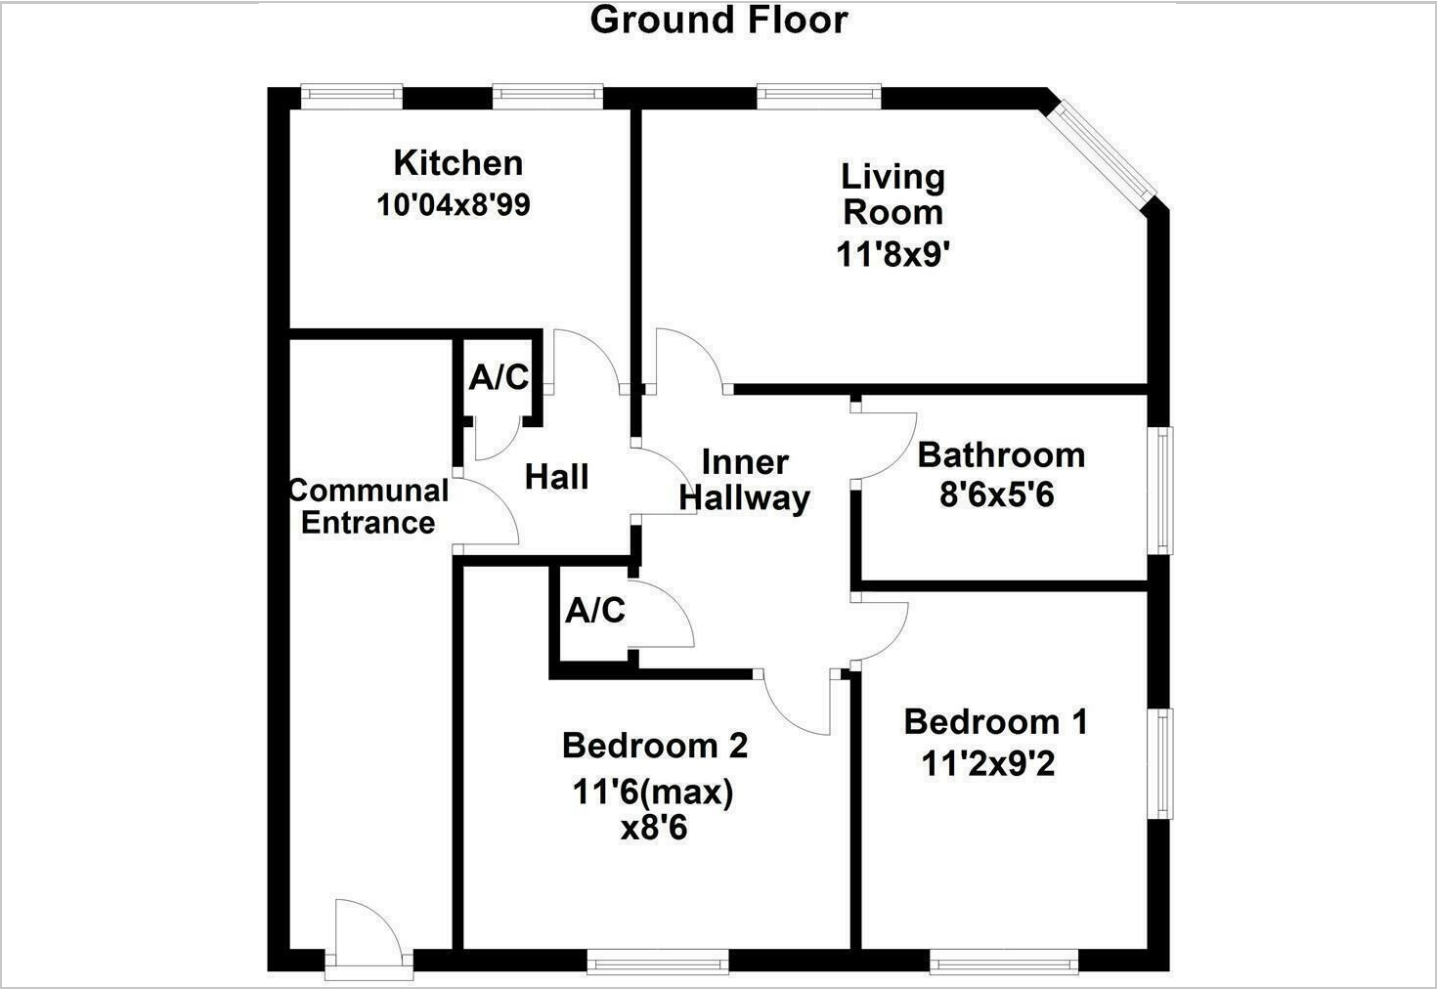 Ground Floor
Kitchen
10'04x8'99
Living
Room
11'8x9'
A/C
Hall
Inner
Hallway
Bathroom
8'6x5'6
Communal
Entrance
A/C
Bedroom 2
11'6(max)
x8'6
Bedroom 1
11'2x9'2